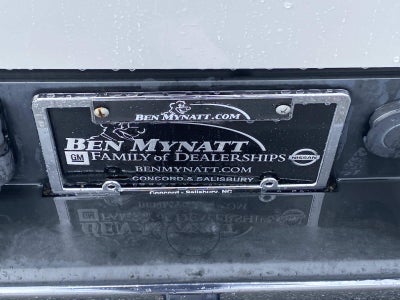 BEN MYNATT.COM
BEN MYNATT
GM FAMILY of DEALERSHIPS NISSAN
BENMYNATT.COM
CONCORD & SALISBURY
Concord - Salisbury, NC